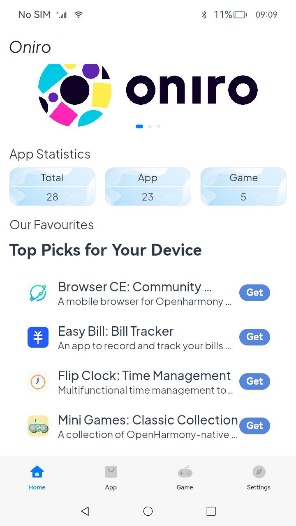 No SIM 11% 09:09
Oniro
oniro
App Statistics
Total App Game
28 23 5
Our Favourites
Top Picks for Your Device
Browser CE: Community ...
A mobile browser for Openharmony ...
Get
Easy Bill: Bill Tracker
An app to record and track your bills ...
Get
Flip Clock: Time Management
Multifunctional time management to...
Get
Mini Games: Classic Collection
A collection of OpenHarmony-native ...
Get
Home App Game Settings